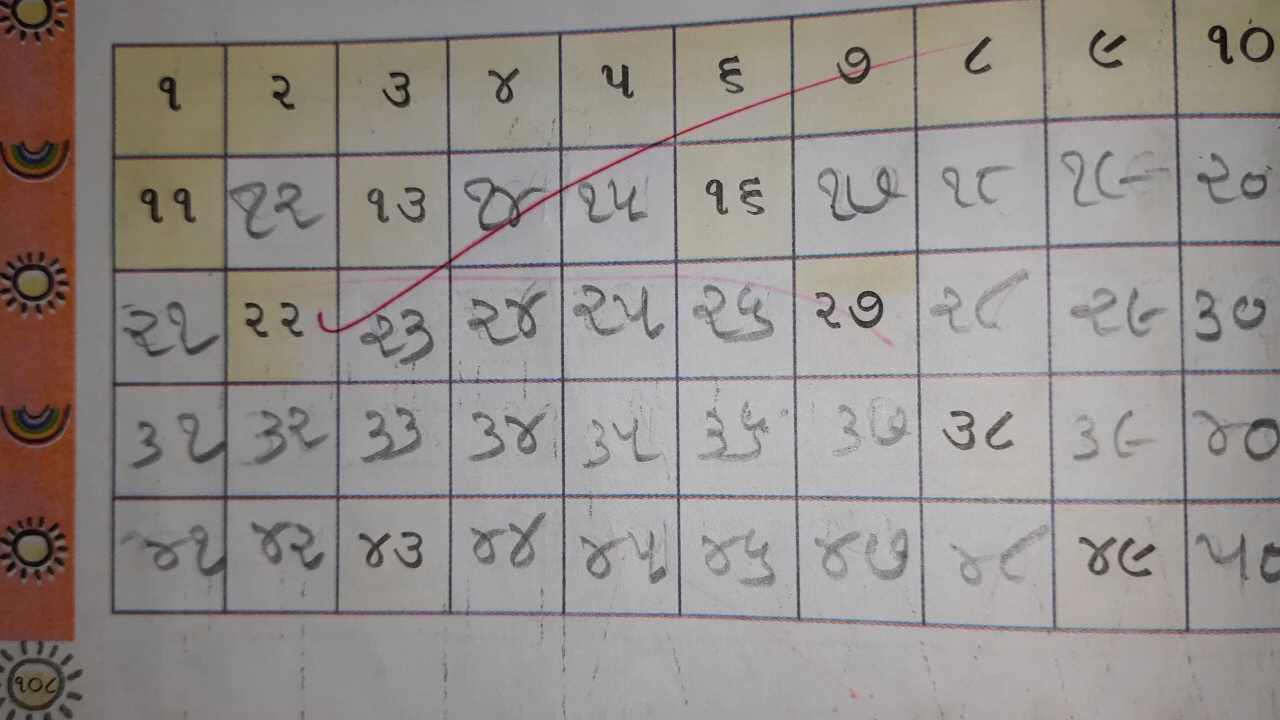 ૧ ૨ ૩ ૪ ૫ ૬ ૭ ૮ ૯ ૧૦
૧૧ ૧૨ ૧૩ ૧૪ ૧૫ ૧૬ ૧૭ ૧૮ ૧૯ ૨૦
૨૧ ૨૨ ૨૩ ૨૪ ૨૫ ૨૬ ૨૭ ૨૮ ૨૯ ૩૦
૩૧ ૩૨ ૩૩ ૩૪ ૩૫ ૩૬ ૩૭ ૩૮ ૩૯ ૪૦
૪૧ ૪૨ ૪૩ ૪૪ ૪૫ ૪૬ ૪૭ ૪૮ ૪૯ ૫૦
૧૦૮